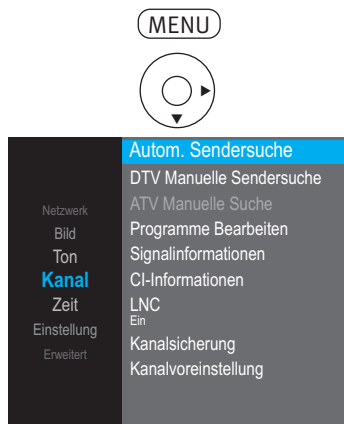 MENU
Netzwerk
Bild
Ton
Kanal
Zeit
Einstellung
Erweitert
Autom. Sendersuche
DTV Manuelle Sendersuche
ATV Manuelle Suche
Programme Bearbeiten
Signalinformationen
CI-Informationen
LNC
Ein
Kanalsicherung
Kanalvoreinstellung